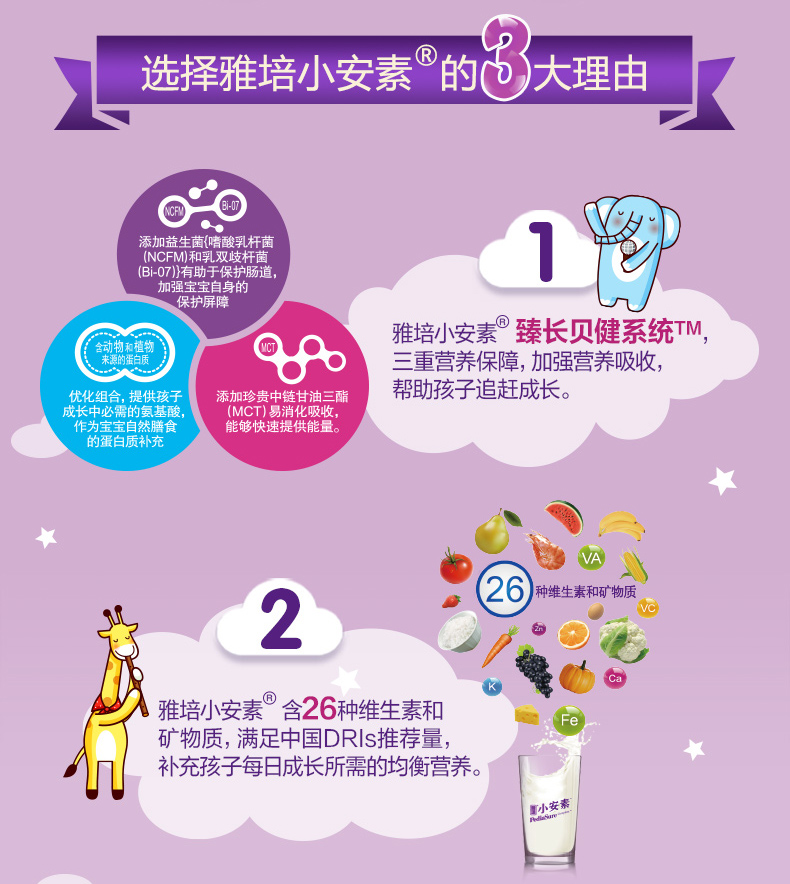 选择雅培小安素®的3大理由
NCFM
Bi-07
添加益生菌{嗜酸乳杆菌
(NCFM)和乳双歧杆菌
(Bi-07)}有助于保护肠道,
加强宝宝自身的
保护屏障
含动物和植物
来源的蛋白质
优化组合, 提供孩子
成长中必需的氨基酸,
作为宝宝自然膳食
的蛋白质补充
MCT
添加珍贵中链甘油三酯
(MCT) 易消化吸收,
能够快速提供能量。
1
雅培小安素® 臻长贝健系统™,
三重营养保障, 加强营养吸收,
帮助孩子追赶成长。
VA
26种维生素和矿物质
VC
Zn
K
Ca
Fe
2
雅培小安素® 含26种维生素和
矿物质, 满足中国DRIs推荐量,
补充孩子每日成长所需的均衡营养。
小安素
PediaSure